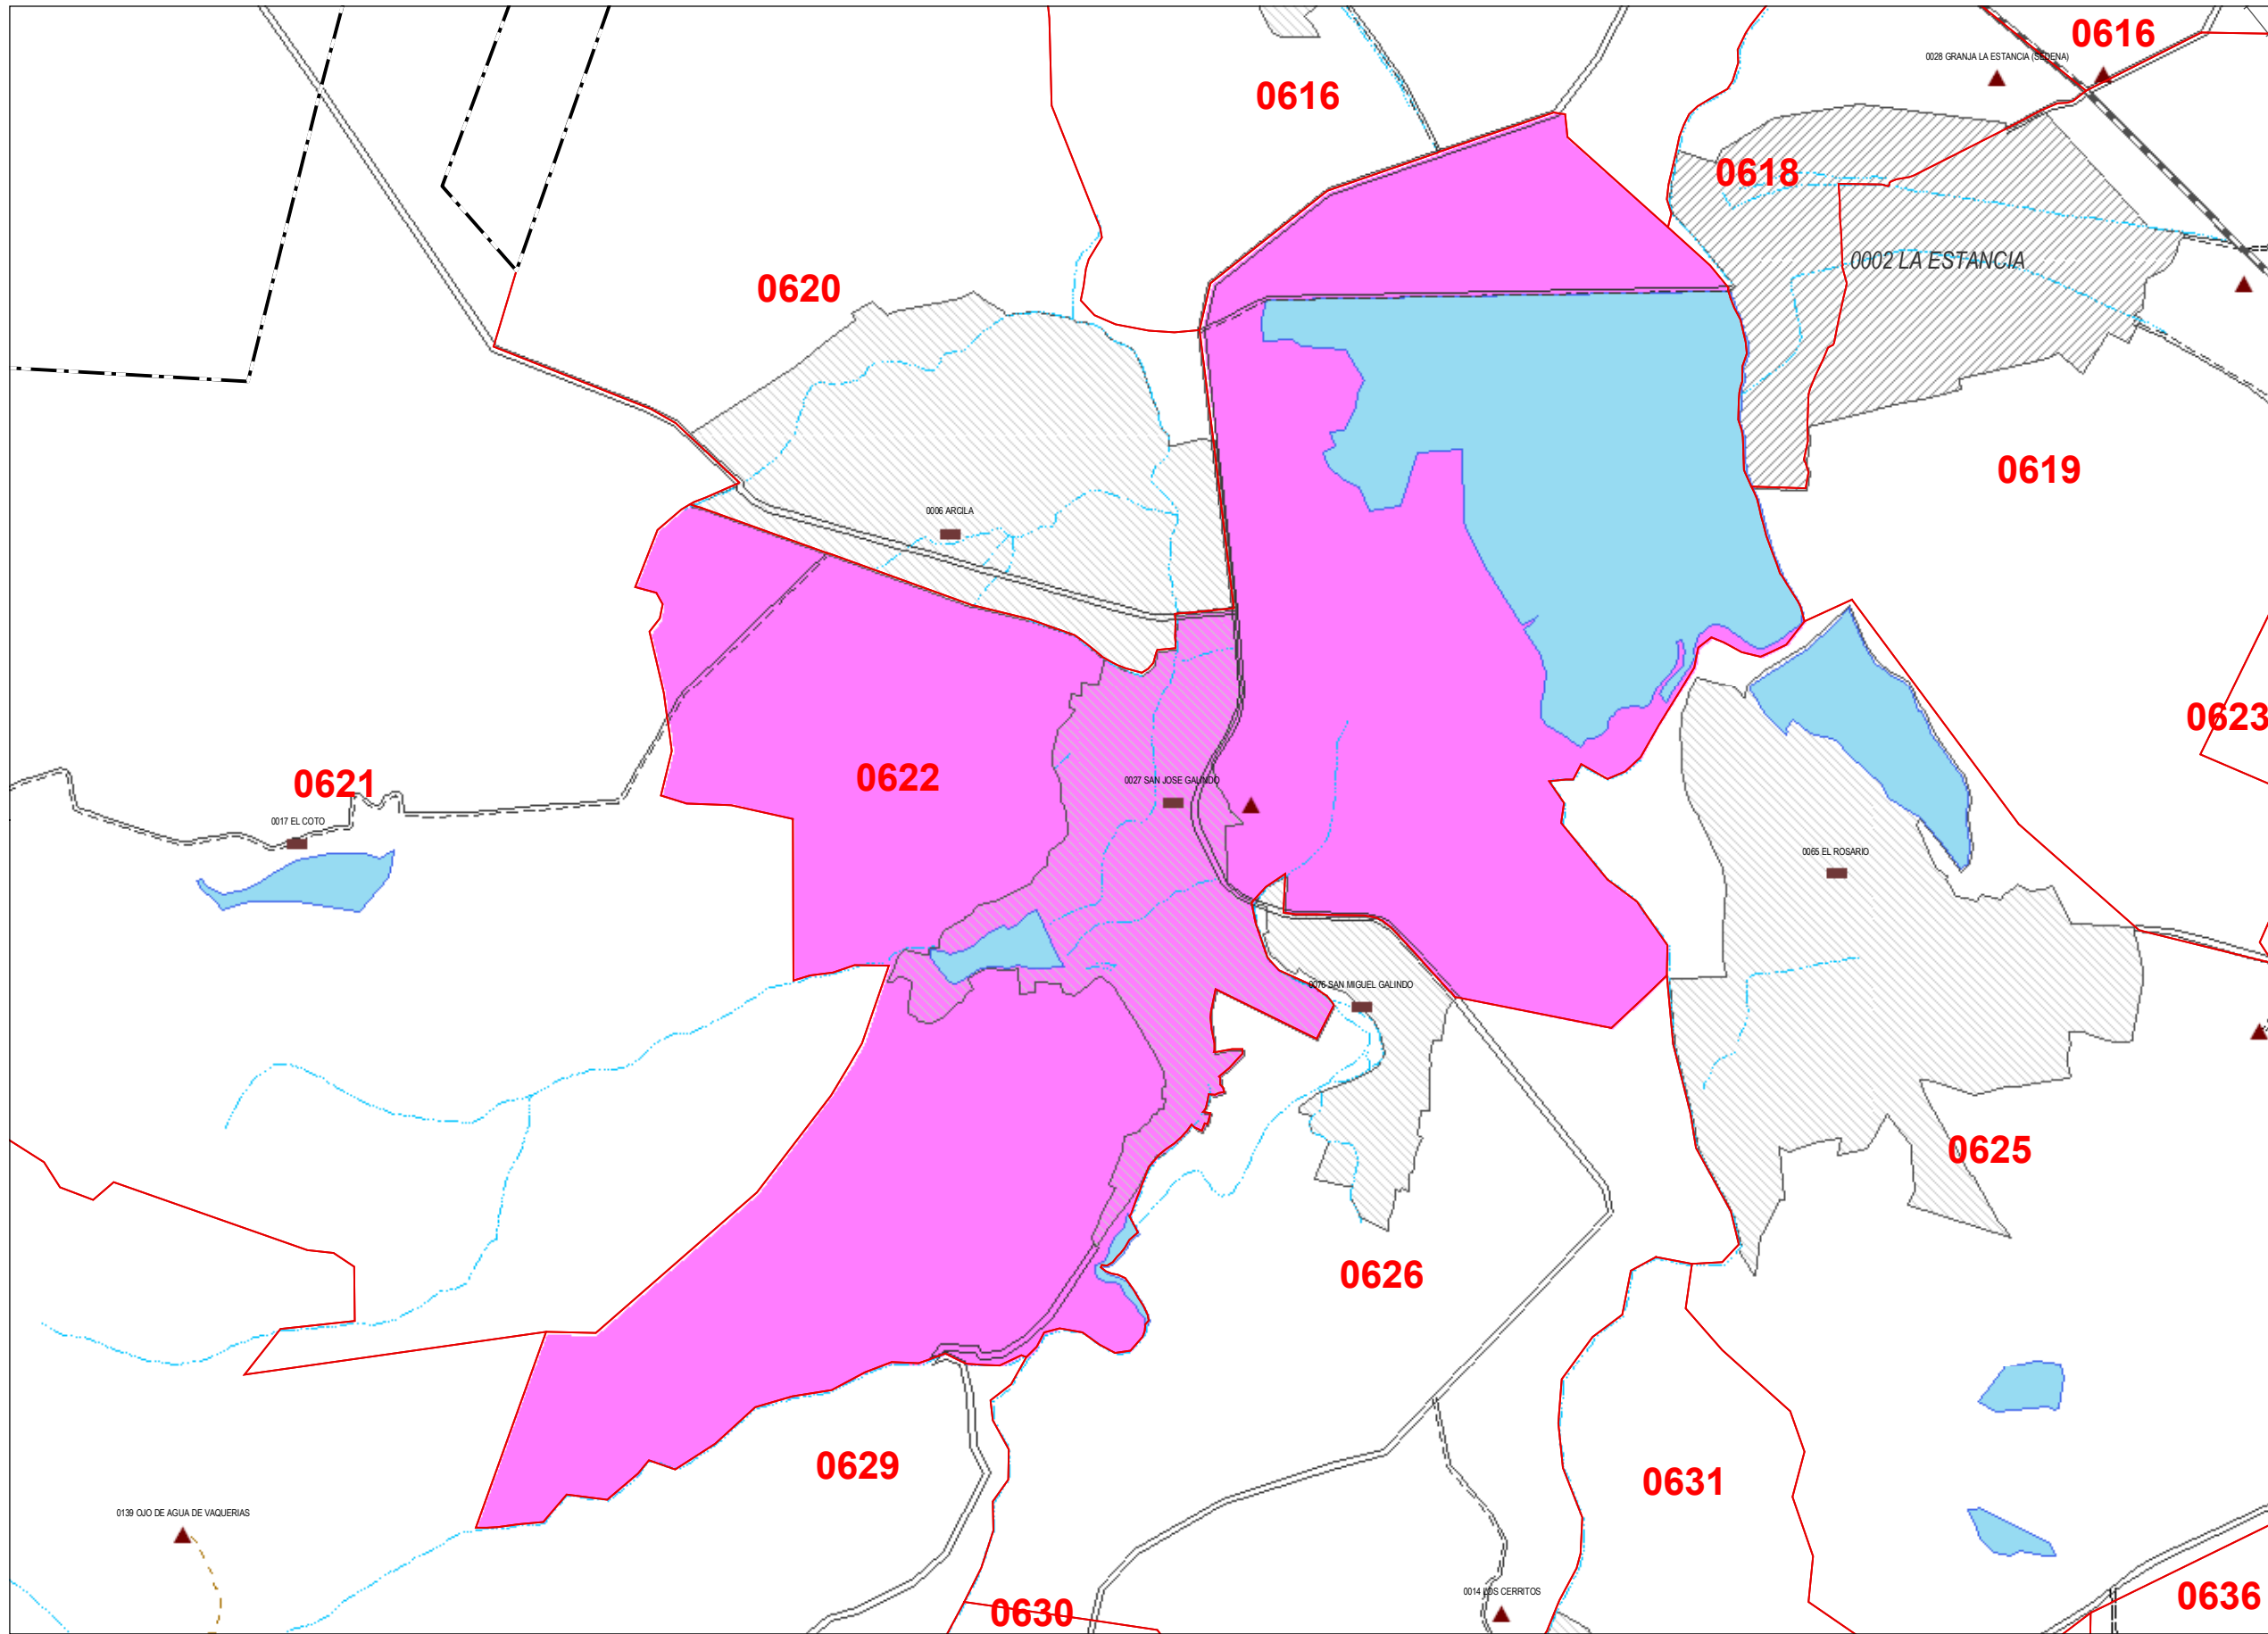 0616
0028 GRANJA LA ESTANCIA (SEDENA)
0616
0618
0002 LA ESTANCIA
0620
0619
0006 ARCILA
0623
0621
0622
0027 SAN JOSE GALINDO
0017 EL COTO
0065 EL ROSARIO
0076 SAN MIGUEL GALINDO
0625
0626
0629
0631
0139 OJO DE AGUA DE VAQUERIAS
0014 LOS CERRITOS
0636
0630